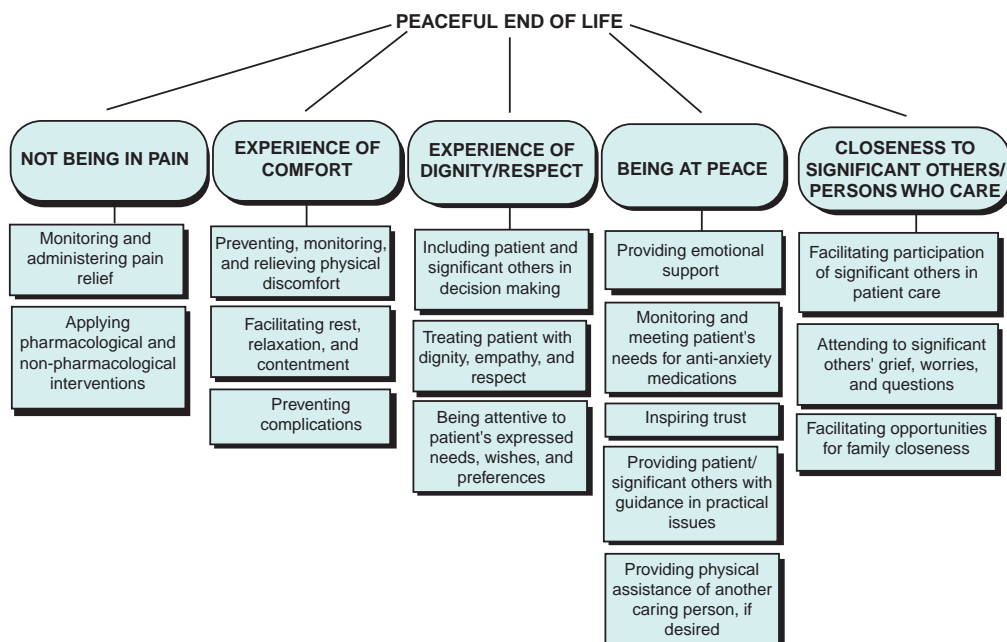 PEACEFUL END OF LIFE
NOT BEING IN PAIN
Monitoring and
administering pain
relief
Applying
pharmacological and
non-pharmacological
interventions
EXPERIENCE OF
COMFORT
Preventing, monitoring,
and relieving physical
discomfort
Facilitating rest,
relaxation, and
contentment
Preventing
complications
EXPERIENCE OF
DIGNITY/RESPECT
Including patient and
significant others in
decision making
Treating patient with
dignity, empathy, and
respect
Being attentive to
patient's expressed
needs, wishes, and
preferences
BEING AT PEACE
Providing emotional
support
Monitoring and
meeting patient's
needs for anti-anxiety
medications
Inspiring trust
Providing patient/
significant others with
guidance in practical
issues
Providing physical
assistance of another
caring person, if
desired
CLOSENESS TO
SIGNIFICANT OTHERS/
PERSONS WHO CARE
Facilitating participation
of significant others in
patient care
Attending to significant
others' grief, worries,
and questions
Facilitating opportunities
for family closeness